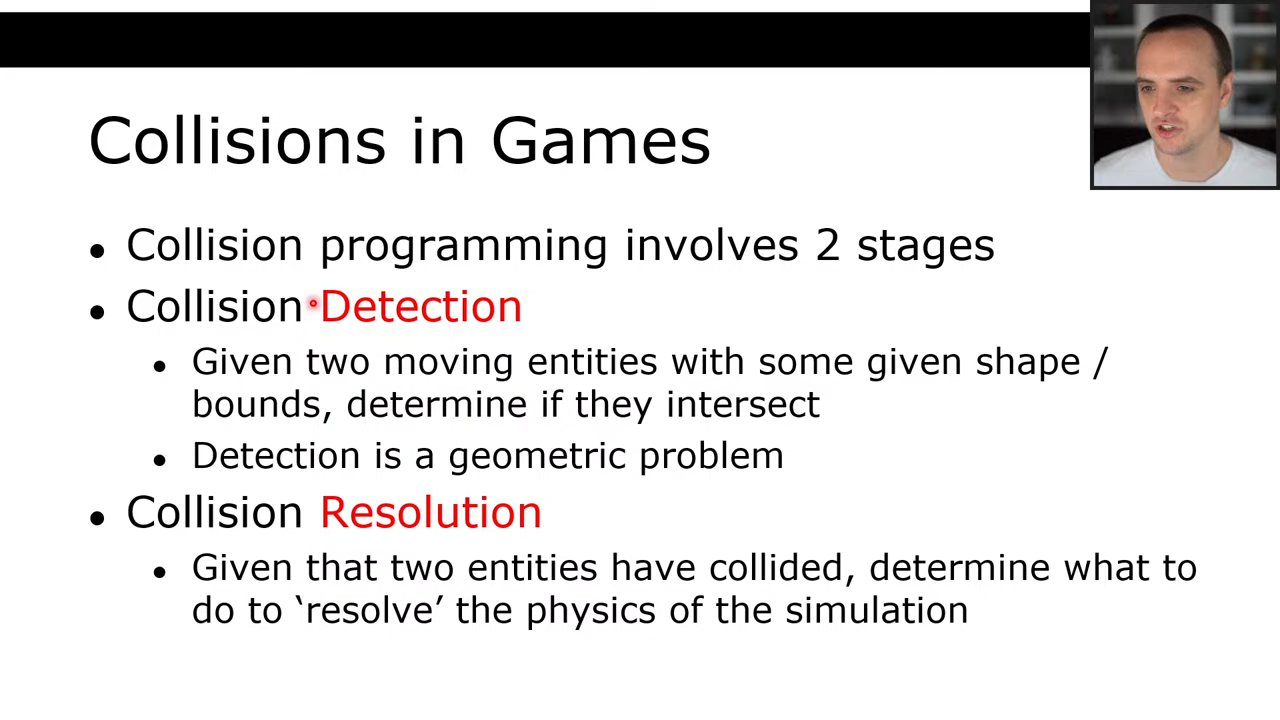 Collisions in Games
● Collision programming involves 2 stages
● Collision Detection
● Given two moving entities with some given shape /
bounds, determine if they intersect
● Detection is a geometric problem
● Collision Resolution
● Given that two entities have collided, determine what to
do to ‘resolve’ the physics of the simulation